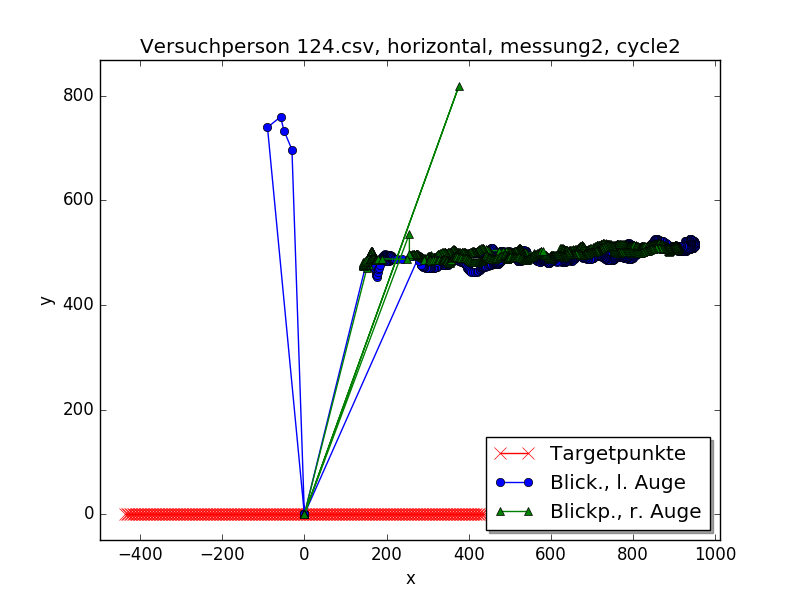 Versuchperson 124.csv, horizontal, messung2, cycle2
800
600
400
200
0
y
−400 −200 0 200 400 600 800 1000
x
Targetpunkte
Blick., l. Auge
Blickp., r. Auge